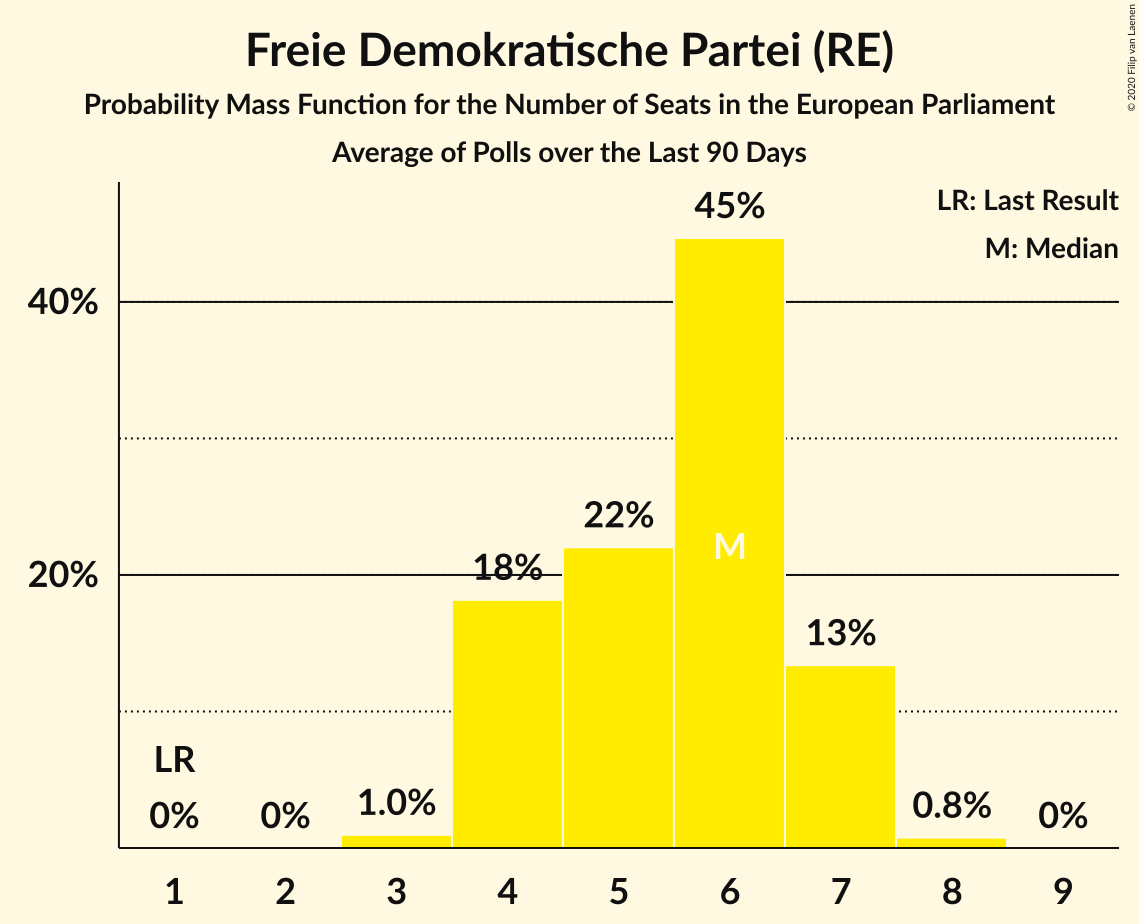 Freie Demokratische Partei (RE)
Probability Mass Function for the Number of Seats in the European Parliament
Average of Polls over the Last 90 Days
© 2020 Filip van Laenen
LR: Last Result
M: Median
45%
40%
22%
M
18%
20%
13%
LR
0%
0%
1.0%
0.8%
0%
1 2 3 4 5 6 7 8 9